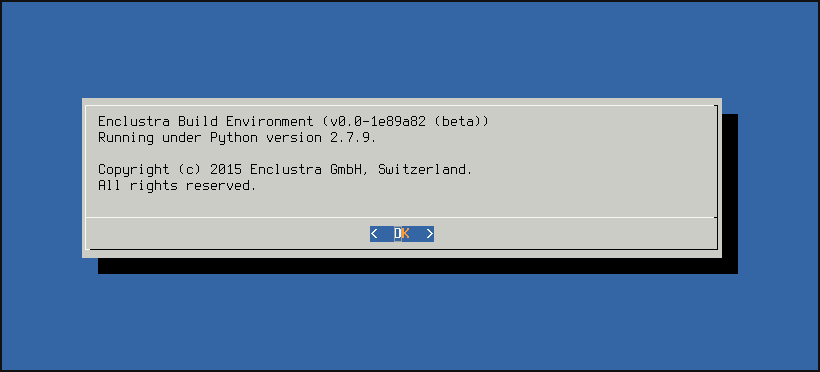 Enclustra Build Environment (v0.0-1e89a82 (beta))
Running under Python version 2.7.9.
Copyright (c) 2015 Enclustra GmbH, Switzerland.
All rights reserved.
<  OK  >